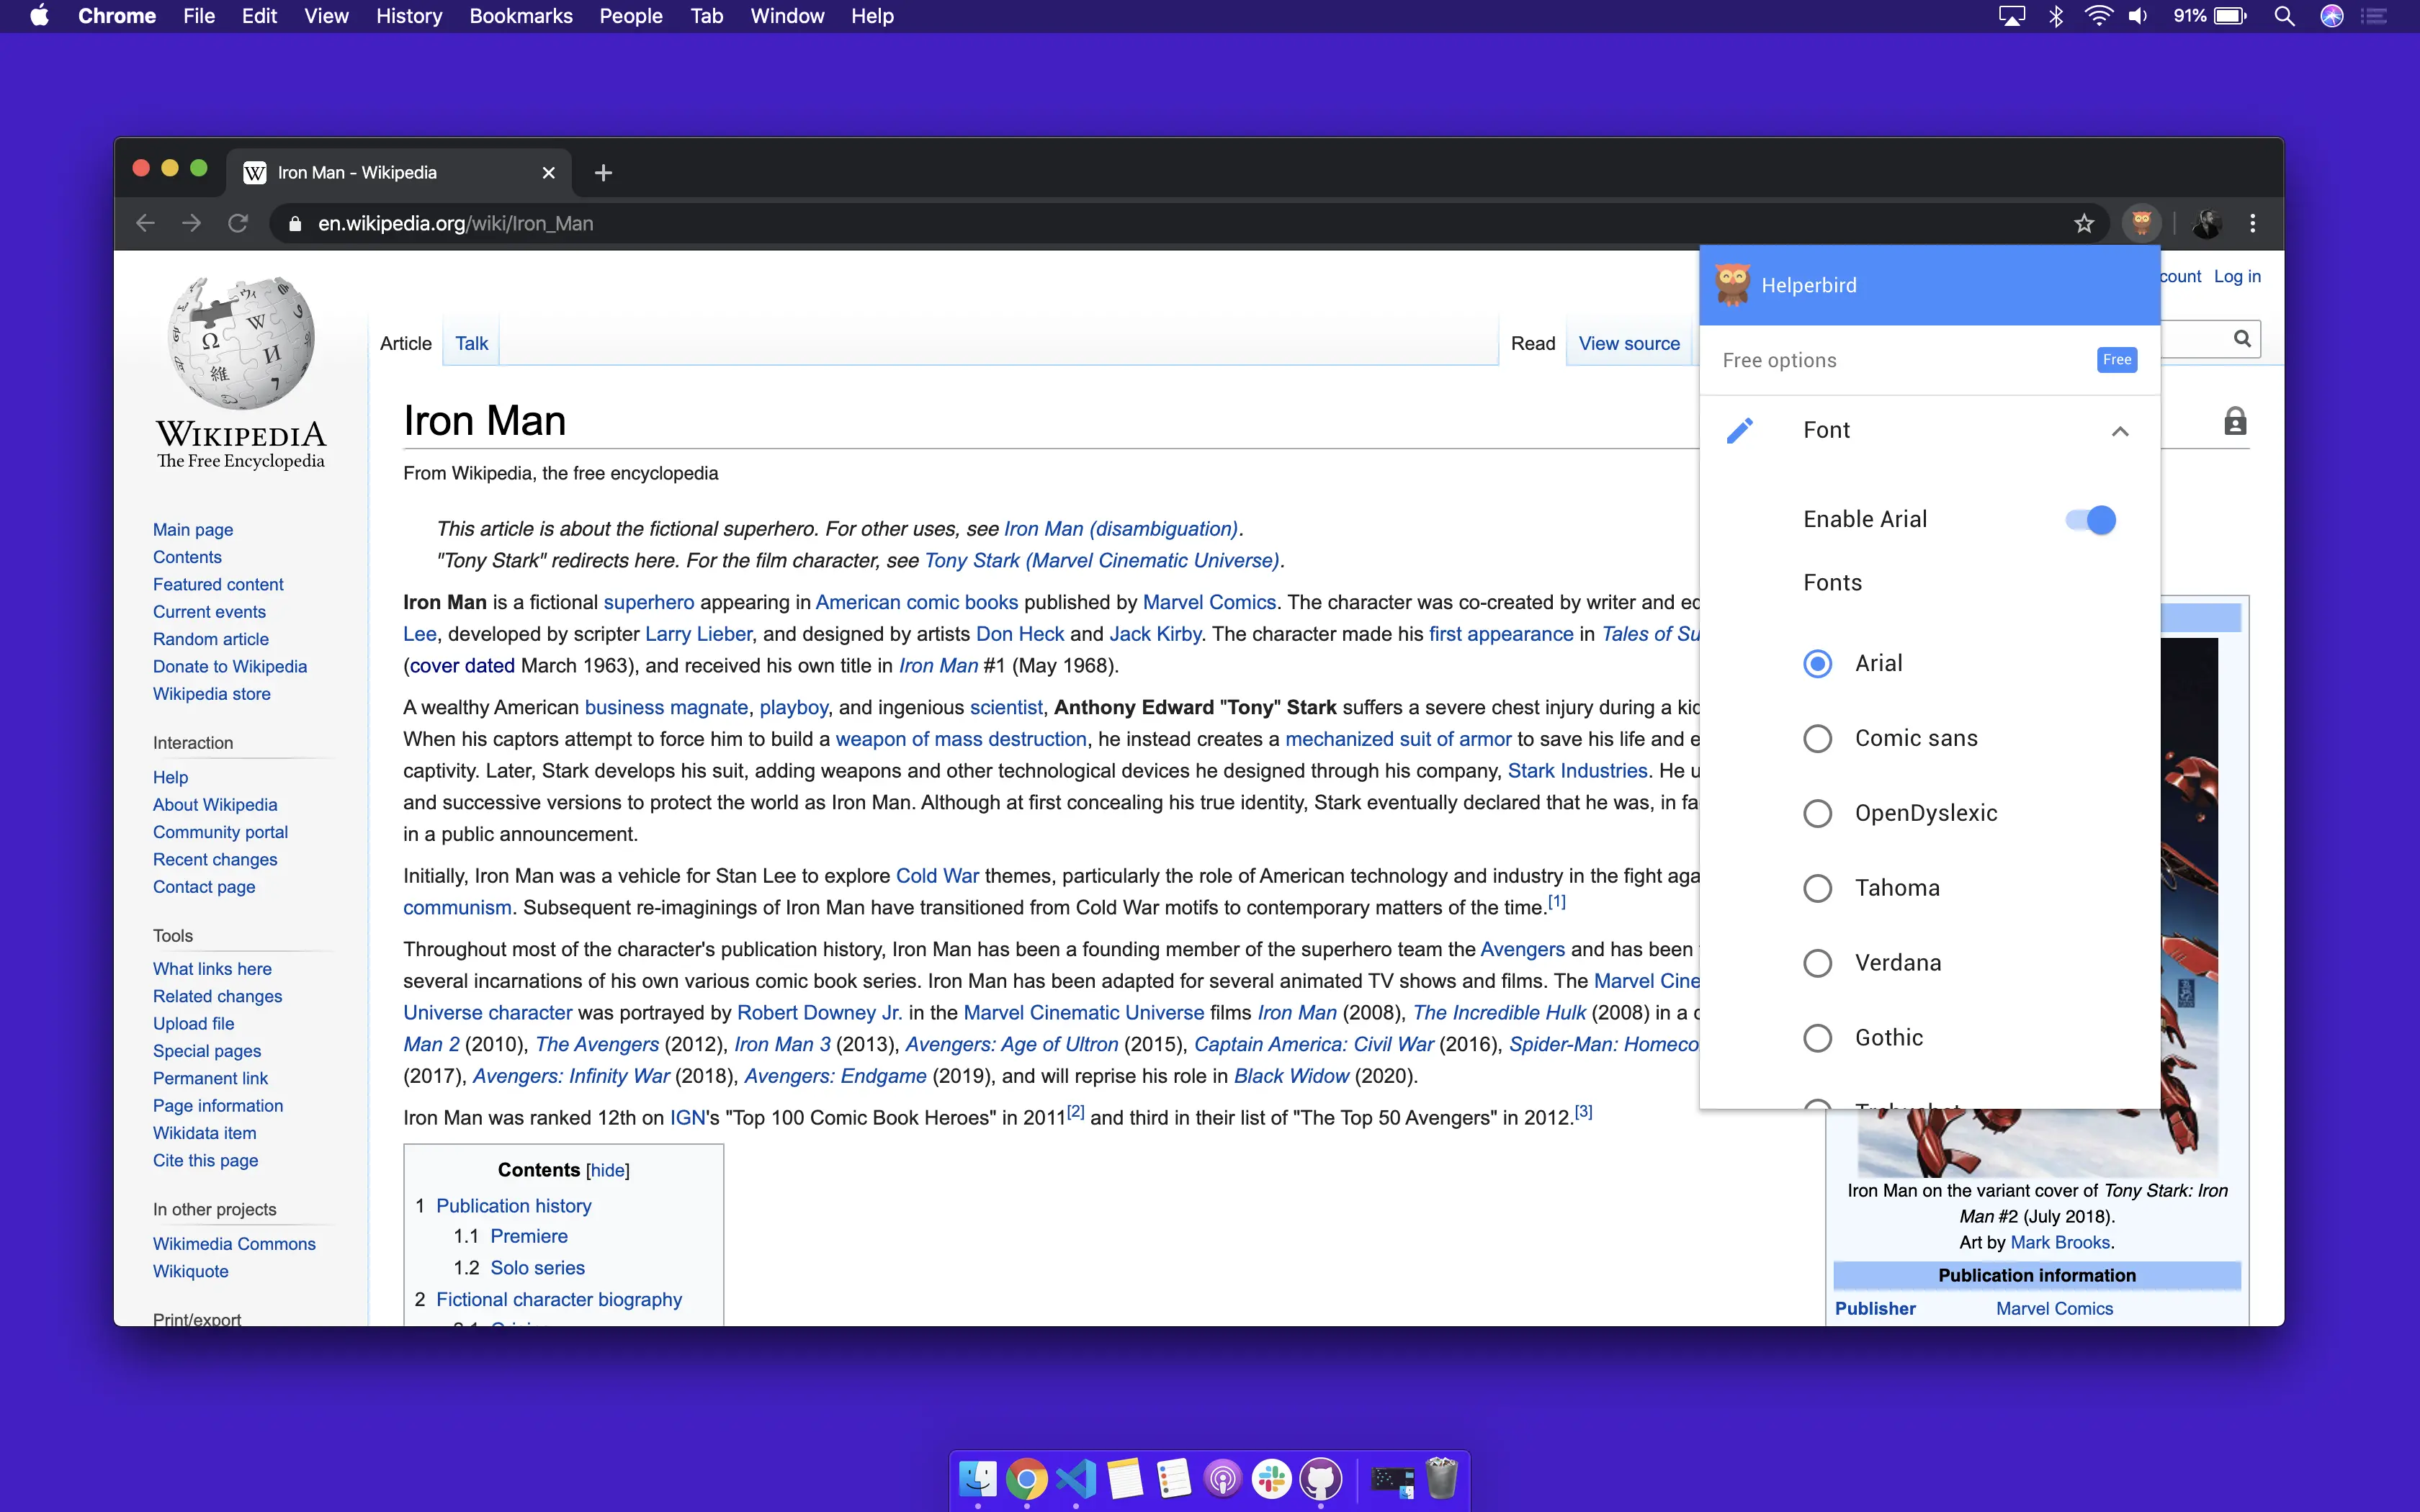 Chrome File Edit View History Bookmarks People Tab Window Help 91%
Iron Man - Wikipedia
en.wikipedia.org/wiki/Iron_Man
WIKIPEDIA
The Free Encyclopedia
Main page
Contents
Featured content
Current events
Random article
Donate to Wikipedia
Wikipedia store
Interaction
Help
About Wikipedia
Community portal
Recent changes
Contact page
Tools
What links here
Related changes
Upload file
Special pages
Permanent link
Page information
Wikidata item
Cite this page
In other projects
Wikimedia Commons
Wikiquote
Print/export
count Log in
Article Talk Read View source
Iron Man
From Wikipedia, the free encyclopedia
This article is about the fictional superhero. For other uses, see Iron Man (disambiguation).
"Tony Stark" redirects here. For the film character, see Tony Stark (Marvel Cinematic Universe).
Iron Man is a fictional superhero appearing in American comic books published by Marvel Comics. The character was co-created by writer and ed
Lee, developed by scripter Larry Lieber, and designed by artists Don Heck and Jack Kirby. The character made his first appearance in Tales of Su
(cover dated March 1963), and received his own title in Iron Man #1 (May 1968).
A wealthy American business magnate, playboy, and ingenious scientist, Anthony Edward "Tony" Stark suffers a severe chest injury during a kid
When his captors attempt to force him to build a weapon of mass destruction, he instead creates a mechanized suit of armor to save his life and e
captivity. Later, Stark develops his suit, adding weapons and other technological devices he designed through his company, Stark Industries. He u
and successive versions to protect the world as Iron Man. Although at first concealing his true identity, Stark eventually declared that he was, in fa
in a public announcement.
Initially, Iron Man was a vehicle for Stan Lee to explore Cold War themes, particularly the role of American technology and industry in the fight aga
communism. Subsequent re-imaginings of Iron Man have transitioned from Cold War motifs to contemporary matters of the time.[1]
Throughout most of the character's publication history, Iron Man has been a founding member of the superhero team the Avengers and has been
several incarnations of his own various comic book series. Iron Man has been adapted for several animated TV shows and films. The Marvel Cine
Universe character was portrayed by Robert Downey Jr. in the Marvel Cinematic Universe films Iron Man (2008), The Incredible Hulk (2008) in a c
Man 2 (2010), The Avengers (2012), Iron Man 3 (2013), Avengers: Age of Ultron (2015), Captain America: Civil War (2016), Spider-Man: Homeco
(2017), Avengers: Infinity War (2018), Avengers: Endgame (2019), and will reprise his role in Black Widow (2020).
Iron Man was ranked 12th on IGN's "Top 100 Comic Book Heroes" in 2011[2] and third in their list of "The Top 50 Avengers" in 2012.[3]
Contents [hide]
1 Publication history
1.1 Premiere
1.2 Solo series
2 Fictional character biography
Helperbird
Free options Free
Font
Enable Arial
Fonts
Arial
Comic sans
OpenDyslexic
Tahoma
Verdana
Gothic
Iron Man on the variant cover of Tony Stark: Iron
Man #2 (July 2018).
Art by Mark Brooks.
Publication information
Publisher Marvel Comics